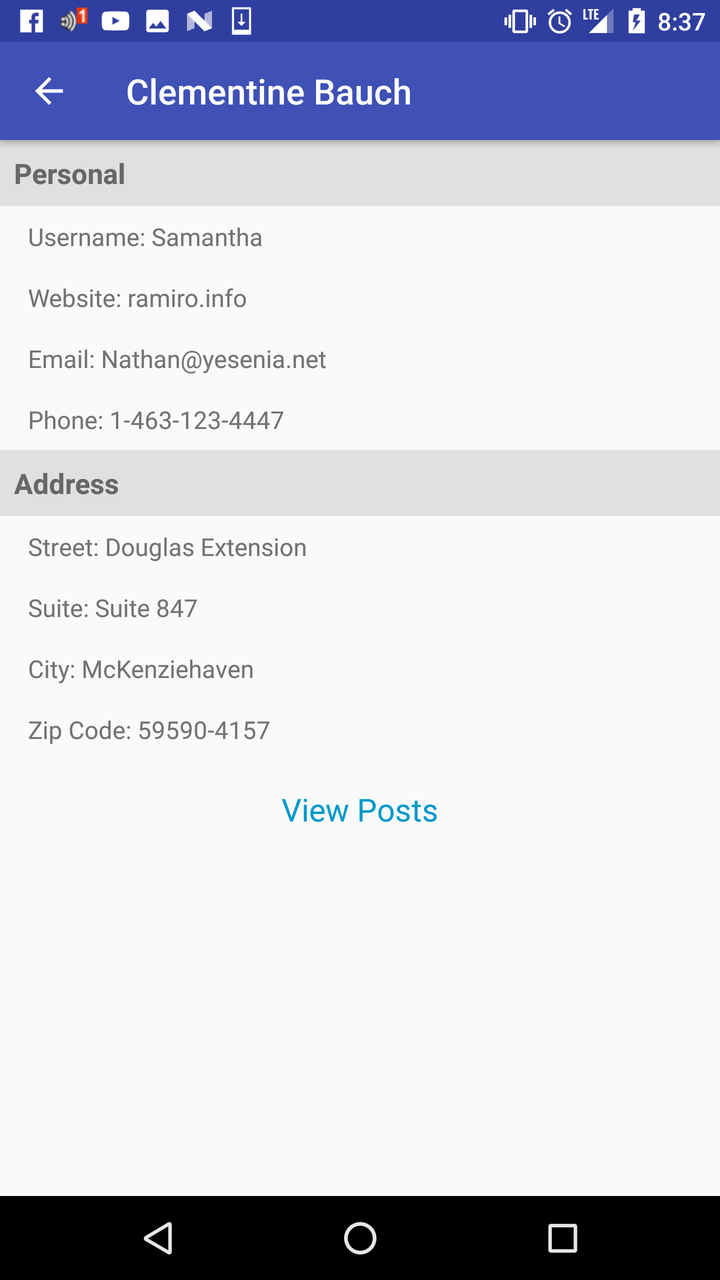 1 LTE 8:37
Clementine Bauch
Personal
Username: Samantha
Website: ramiro.info
Email: Nathan@yesenia.net
Phone: 1-463-123-4447
Address
Street: Douglas Extension
Suite: Suite 847
City: McKenziehaven
Zip Code: 59590-4157
View Posts